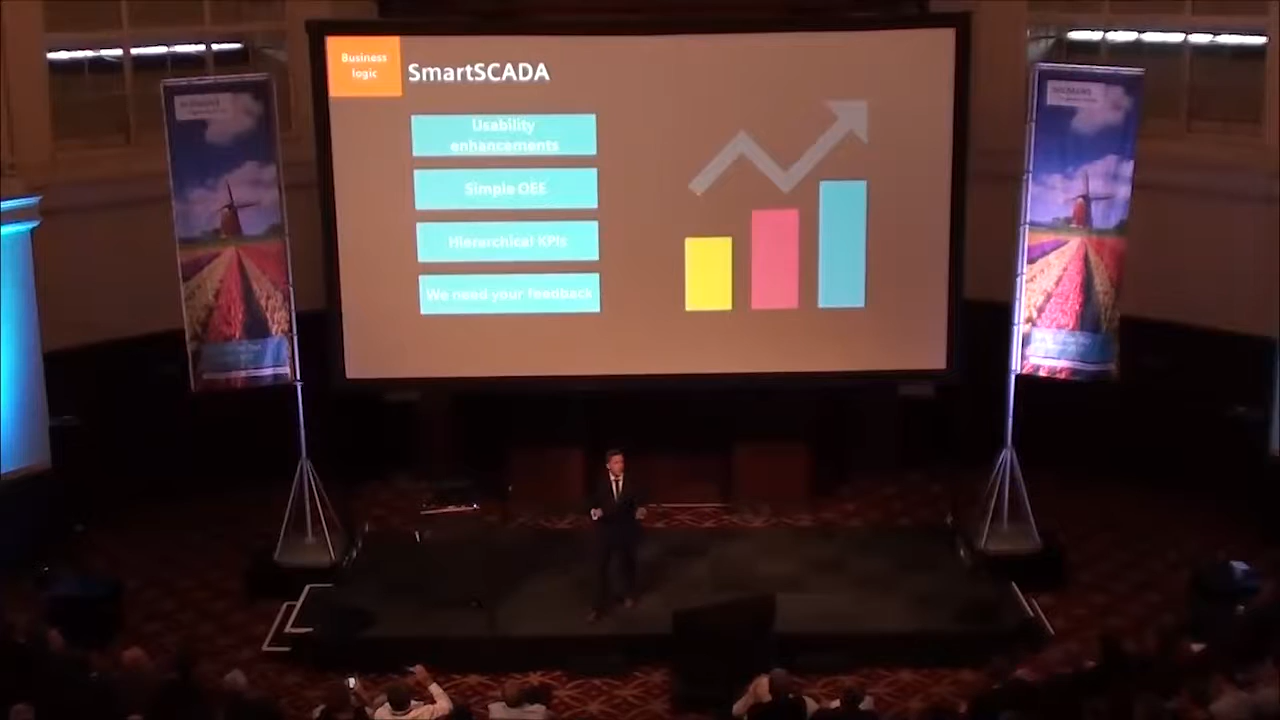 Business
logic
SmartSCADA
Usability
enhancements
Simple OEE
Hierarchical KPIs
We need your feedback